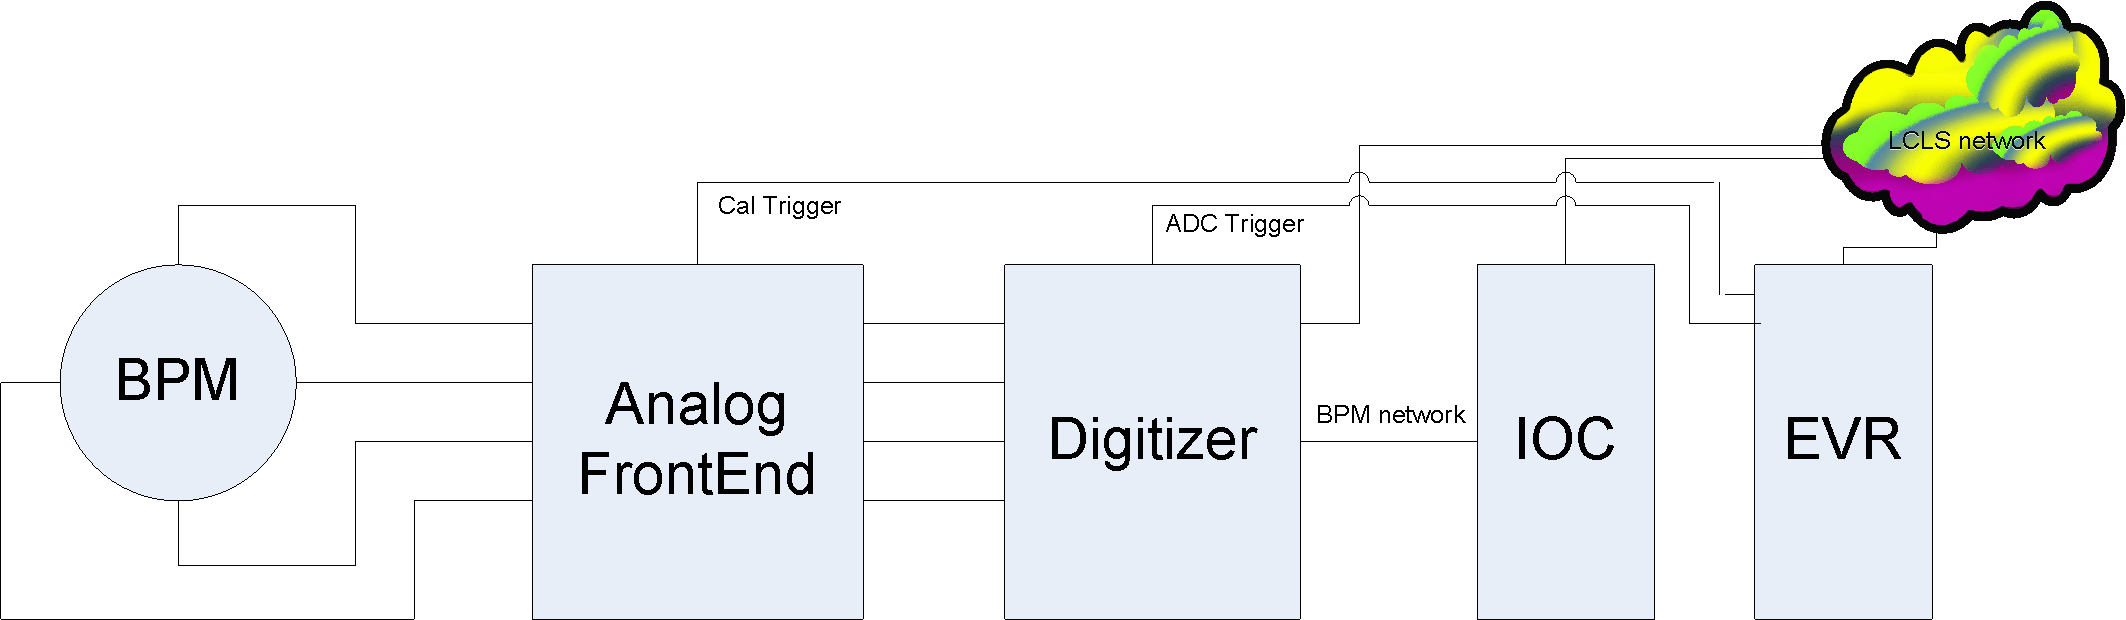 LCLS network
Cal Trigger
ADC Trigger
BPM
Analog
FrontEnd
Digitizer
BPM network
IOC
EVR